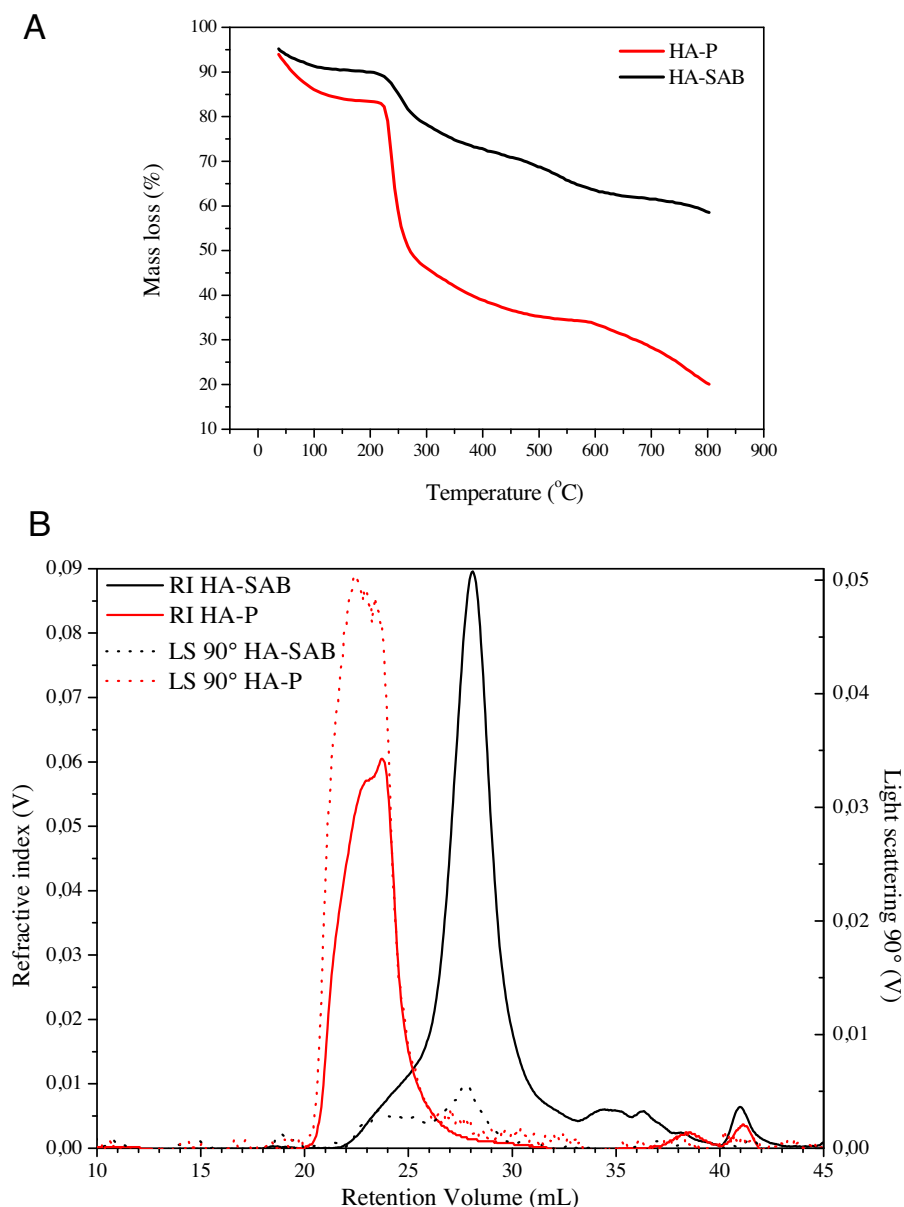 A
100
90
80
70
60
50
40
30
20
10
Mass loss (%)
HA-P
HA-SAB
0 100 200 300 400 500 600 700 800 900
Temperature (°C)
B
0,09
0,08
0,07
0,06
0,05
0,04
0,03
0,02
0,01
0,00
Refractive index (V)
RI HA-SAB
RI HA-P
LS 90° HA-SAB
LS 90° HA-P
0,05
0,04
0,03
0,02
0,01
0,00
Light scattering 90° (V)
10 15 20 25 30 35 40 45
Retention Volume (mL)